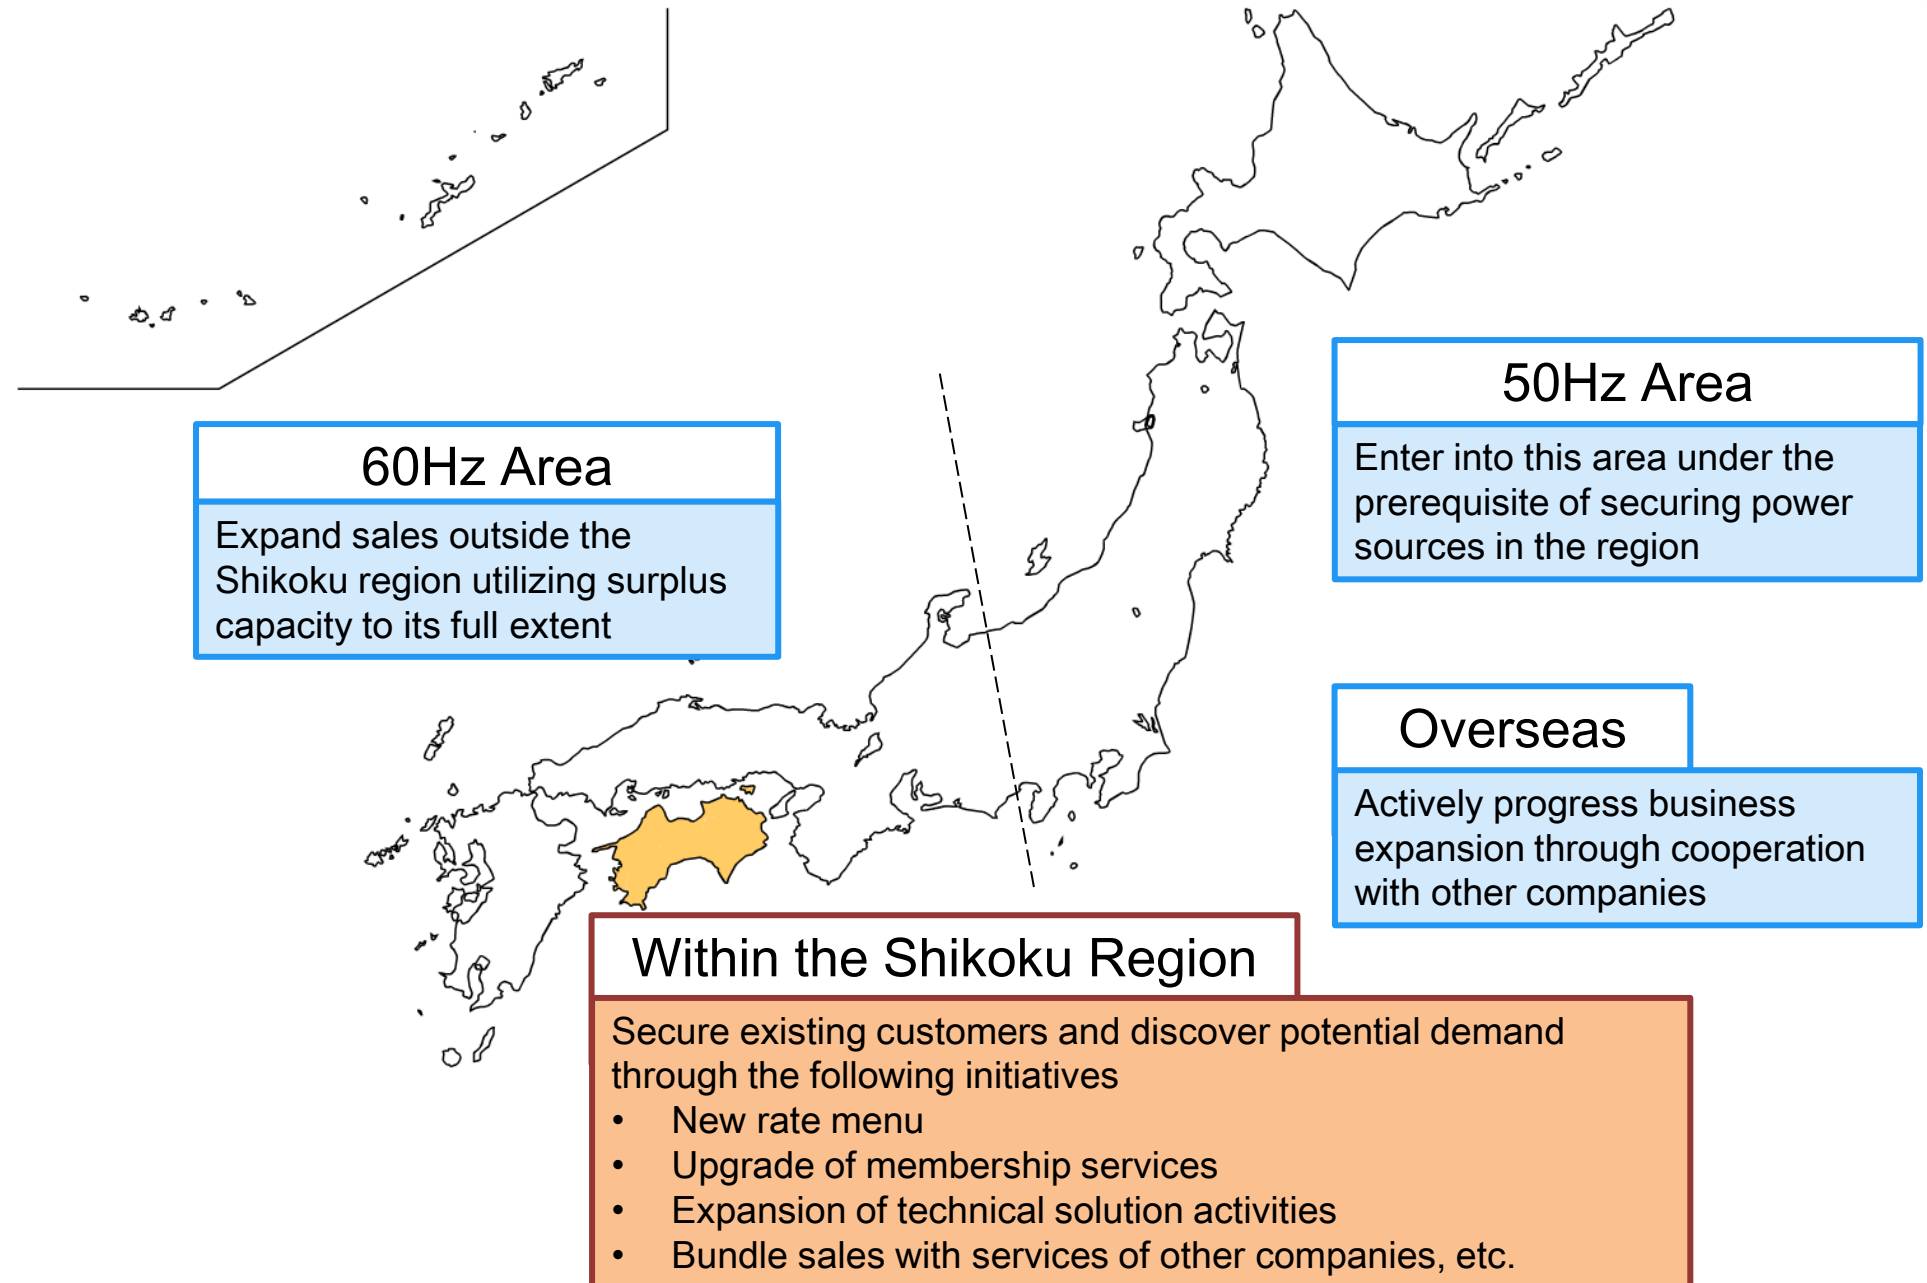 50Hz Area
Enter into this area under the
prerequisite of securing power
sources in the region
60Hz Area
Expand sales outside the
Shikoku region utilizing surplus
capacity to its full extent
Overseas
Actively progress business
expansion through cooperation
with other companies
Within the Shikoku Region
Secure existing customers and discover potential demand
through the following initiatives
• New rate menu
• Upgrade of membership services
• Expansion of technical solution activities
• Bundle sales with services of other companies, etc.